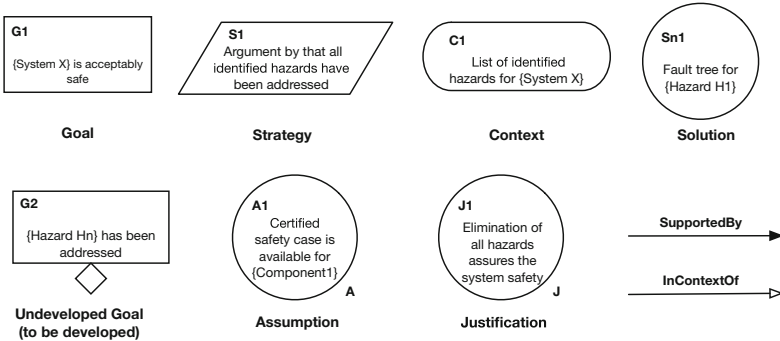 G1
{System X} is acceptably
safe
Goal
S1
Argument by that all
identified hazards have
been addressed
Strategy
C1
List of identified
hazards for {System X}
Context
Sn1
Fault tree for
{Hazard H1}
Solution
G2
{Hazard Hn} has been
addressed
Undeveloped Goal
(to be developed)
A1
Certified
safety case is
available for
{Component1}
A
Assumption
J1
Elimination of
all hazards
assures the
system safety
J
Justification
SupportedBy
InContextOf